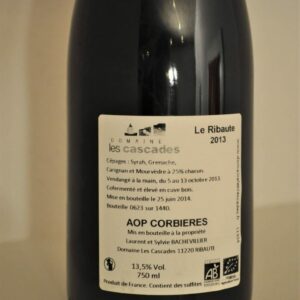 DOMAINE
les cascades
Le Ribaute
2013
Cépages : Syrah, Grenache,
Carignan et Mourvèdre à 25% chacun.
Vendangé à la main, du 5 au 13 octobre 2013
Cofermenté et élevé en cuve bois.
Mise en bouteille le 25 juin 2014.
Bouteille 0623 sur 1440.
AOP CORBIERES
Mis en bouteille à la propriété
Laurent et Sylvie BACHEVILLIER
Domaine Les Cascades 11220 RIBAUTE
13,5% Vol.
750 ml
Produit de France. Contient des sulfites
AB